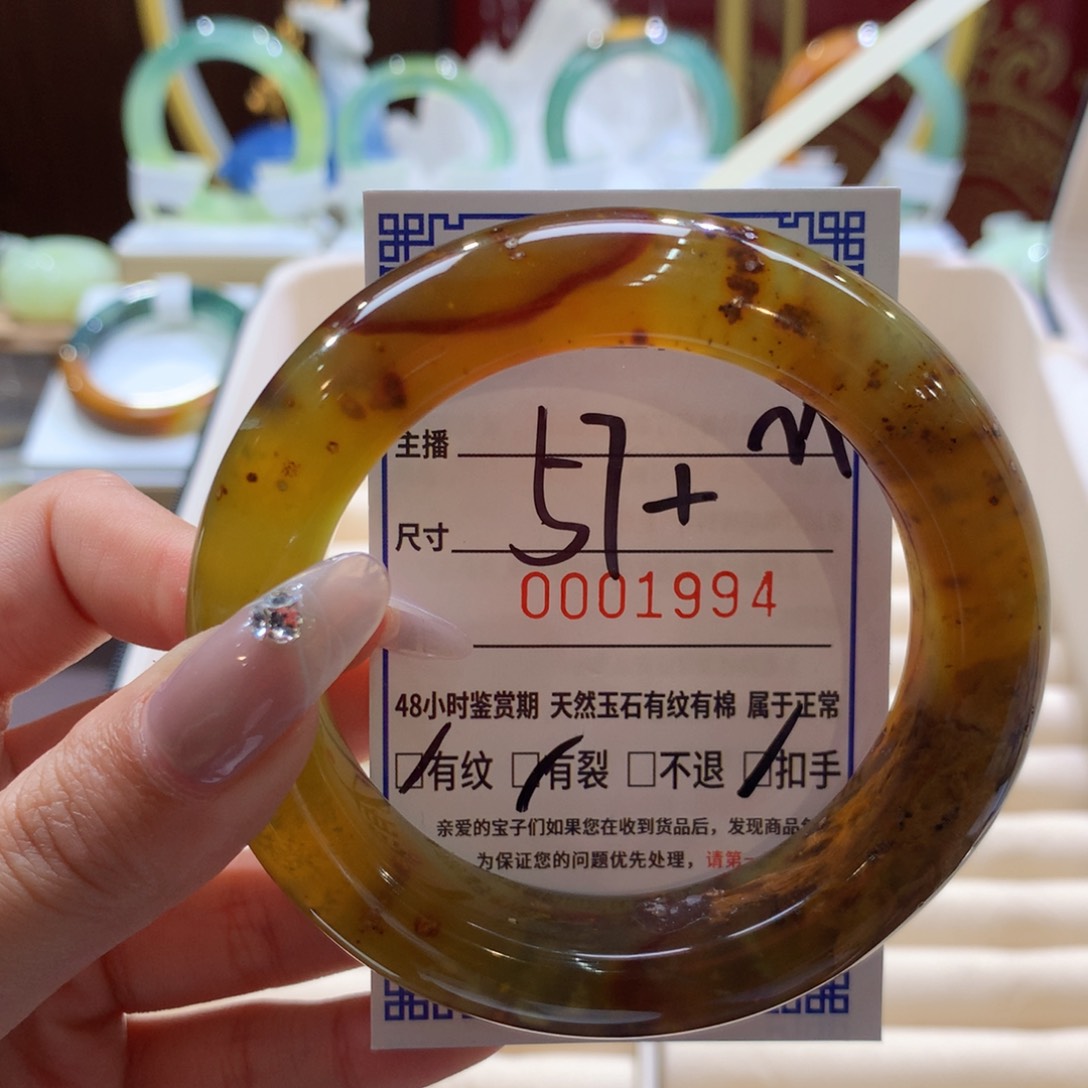 主播
57+ m
尺寸
0001994
48小时鉴赏期 天然玉石有纹有棉 属于正常
□有纹 □有裂 □不退 □扣手
亲爱的宝子们如果您在收到货品后，发现商品
为保证您的问题优先处理，请第一